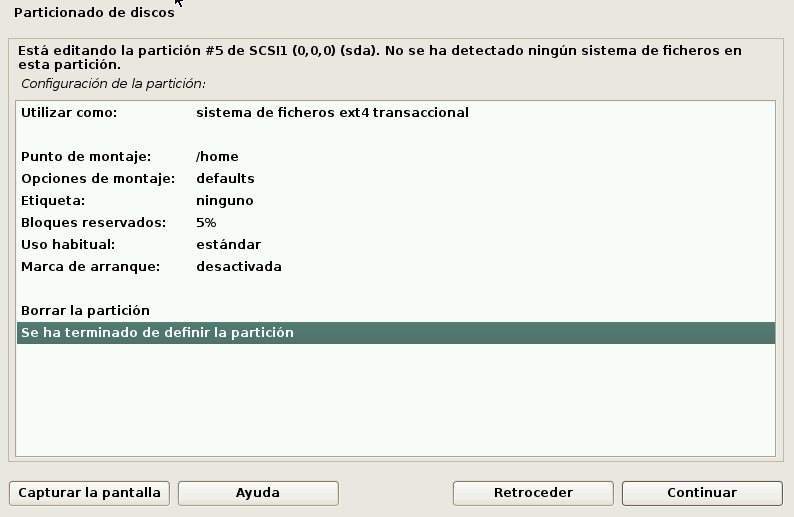 Particionado de discos
Está editando la partición #5 de SCSI1 (0,0,0) (sda). No se ha detectado ningún sistema de ficheros en
esta partición.
Configuración de la partición:
Utilizar como: sistema de ficheros ext4 transaccional
Punto de montaje: /home
Opciones de montaje: defaults
Etiqueta: ninguno
Bloques reservados: 5%
Uso habitual: estándar
Marca de arranque: desactivada
Borrar la partición
Se ha terminado de definir la partición
Capturar la pantalla Ayuda Retroceder Continuar